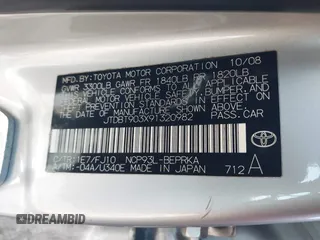 MFD BY: TOYOTA MOTOR CORPORATION 10/08
GVWR 3300LB GAWR FR 1840LB RR 1820LB
THIS VEHICLE CONFORMS TO ALL APPLICABLE
FEDERAL MOTOR VEHICLE SAFETY, BUMPER, AND
THEFT PREVENTION STANDARDS IN EFFECT ON
THE DATE OF MANUFACTURE SHOWN ABOVE.
JTDBT903X91320982
PASS. CAR
TOYOTA
C/TR:1E7/FJ10 NCP93L-BEPRKA
A/TM:-04A/U340E MADE IN JAPAN 712 A
© CARANDBID